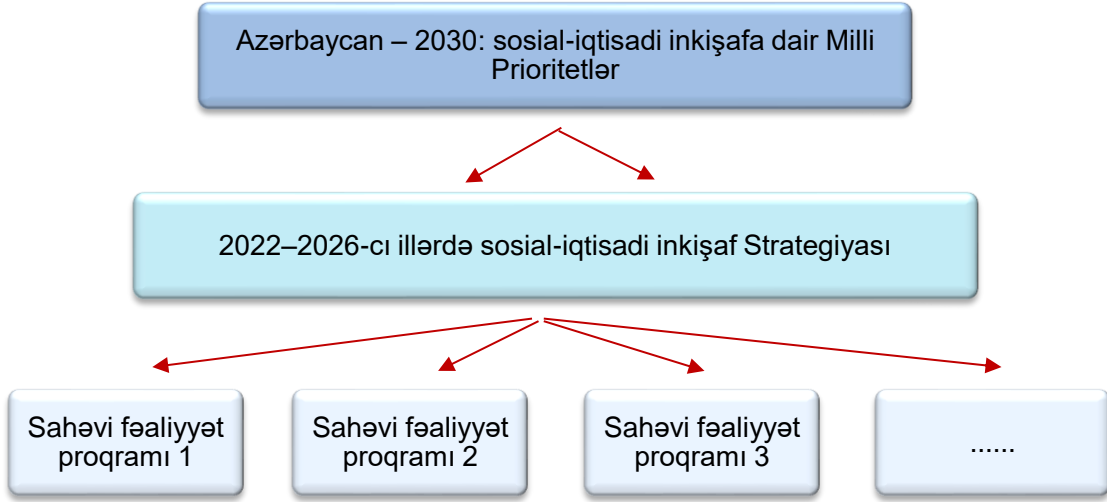 Azərbaycan – 2030: sosial-iqtisadi inkişafa dair Milli
Prioritetlər
2022–2026-cı illərdə sosial-iqtisadi inkişaf Strategiyası
Sahəvi fəaliyyət
proqramı 1
Sahəvi fəaliyyət
proqramı 2
Sahəvi fəaliyyət
proqramı 3
......